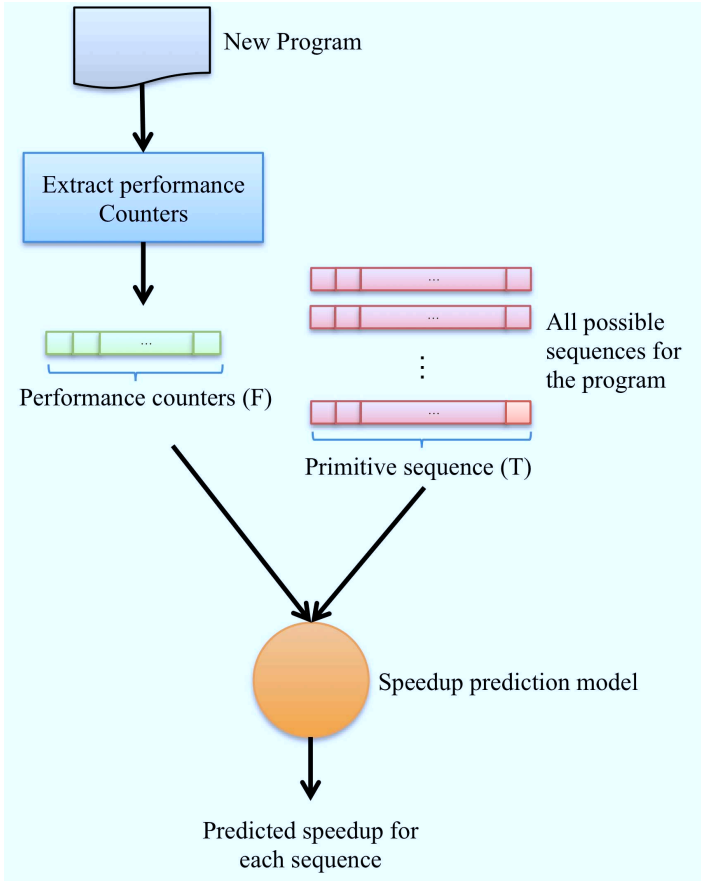 New Program
Extract performance
Counters
...
...
...
All possible
sequences for
the program
...
Performance counters (F)
...
Primitive sequence (T)
Speedup prediction model
Predicted speedup for
each sequence